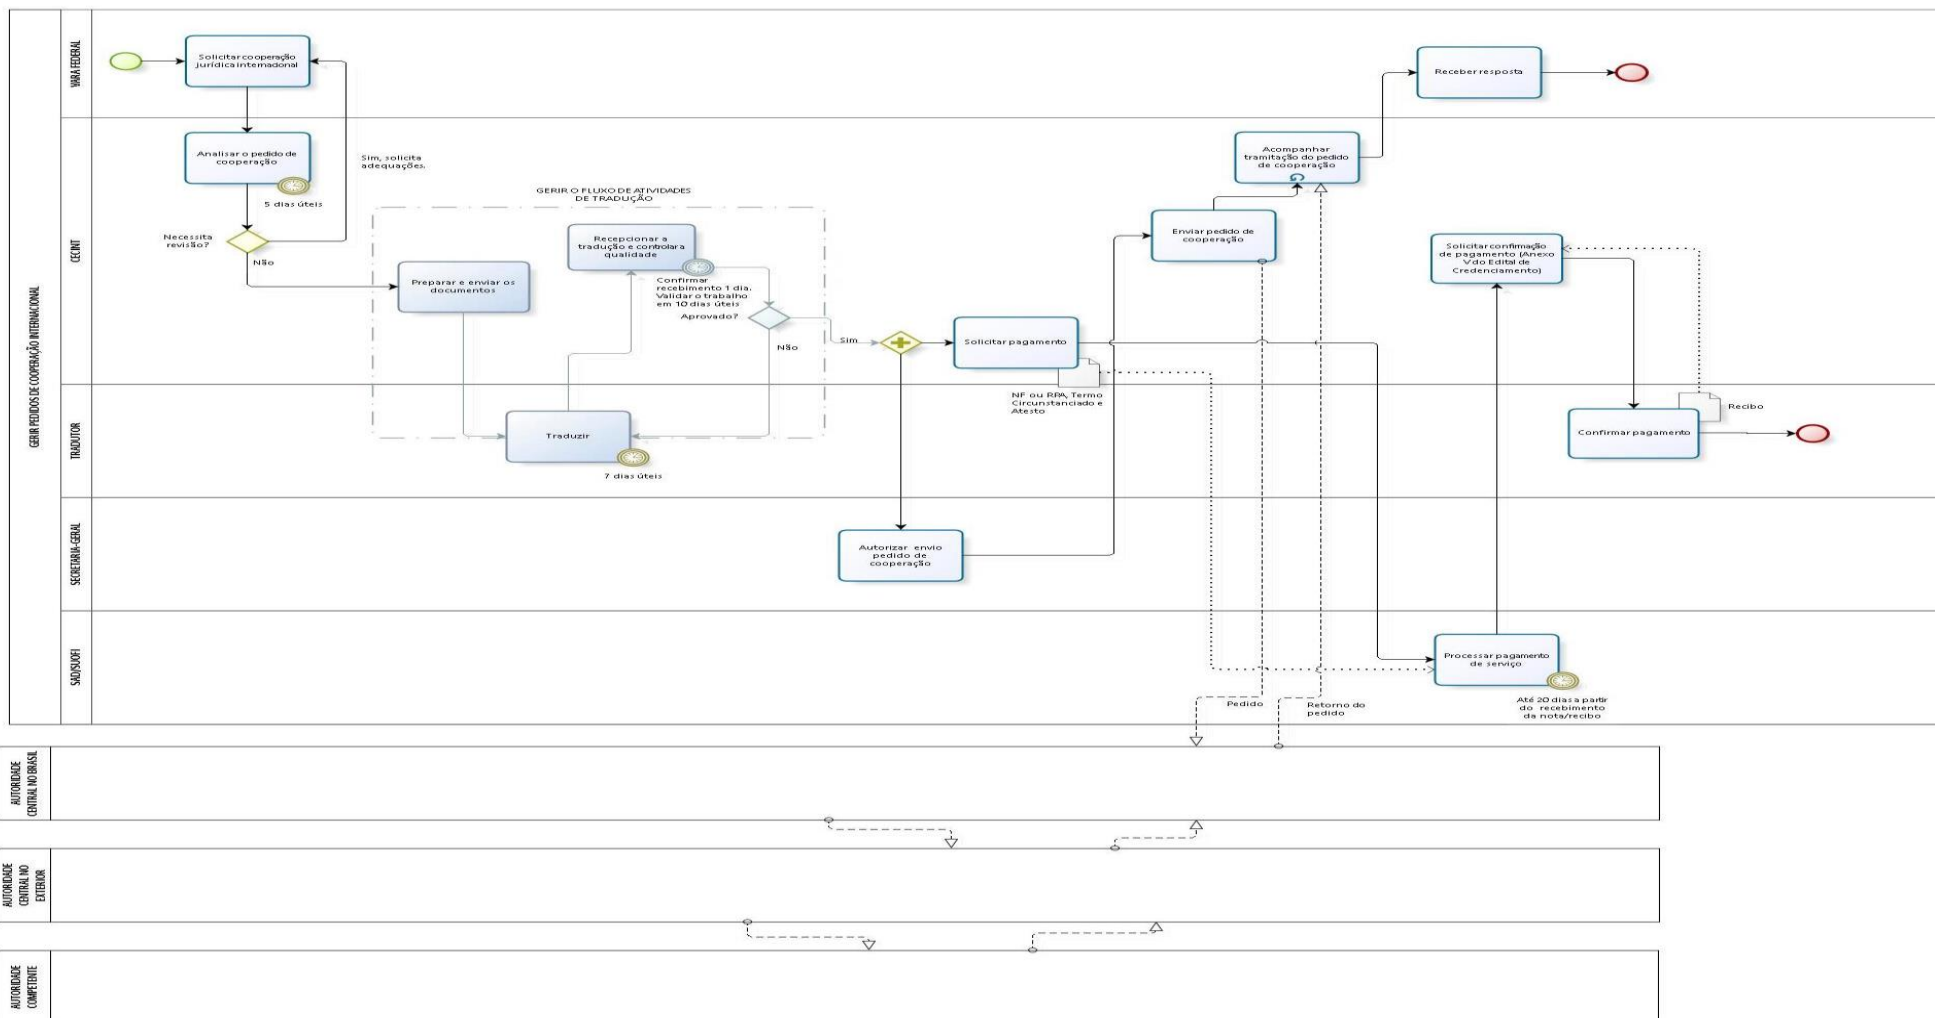 GERIR PEDIDOS DE COOPERAÇÃO INTERNACIONAL
VARA FEDERAL
Solicitar cooperação
jurídica internacional
Receber resposta
CECINT
Analisar o pedido de
cooperação
5 dias úteis
Sim, solicita
adequações.
Necessita
revisão?
Não
GERIR O FLUXO DE ATIVIDADES
DE TRADUÇÃO
Preparar e enviar os
documentos
Recepcionar a
tradução e controlar a
qualidade
Confirmar
recebimento 1 dia.
Validar o trabalho
em 10 dias úteis
Aprovado?
Sim
Não
Solicitar pagamento
NF ou RPA, Termo
Circunstanciado e
Atesto
Enviar pedido de
cooperação
Acompanhar
tramitação do pedido
de cooperação
Solicitar confirmação
de pagamento (Anexo
V do Edital de
Credenciamento)
TRADUTOR
Traduzir
7 dias úteis
Confirmar pagamento
Recibo
SECRETARIA-GERAL
Autorizar envio
pedido de
cooperação
SAD/SUOFI
Processar pagamento
de serviço
Até 20 dias a partir
do recebimento
da nota/recibo
Pedido
Retorno do
pedido
AUTORIDADE
CENTRAL NO BRASIL
AUTORIDADE
CENTRAL NO
EXTERIOR
AUTORIDADE
COMPETENTE